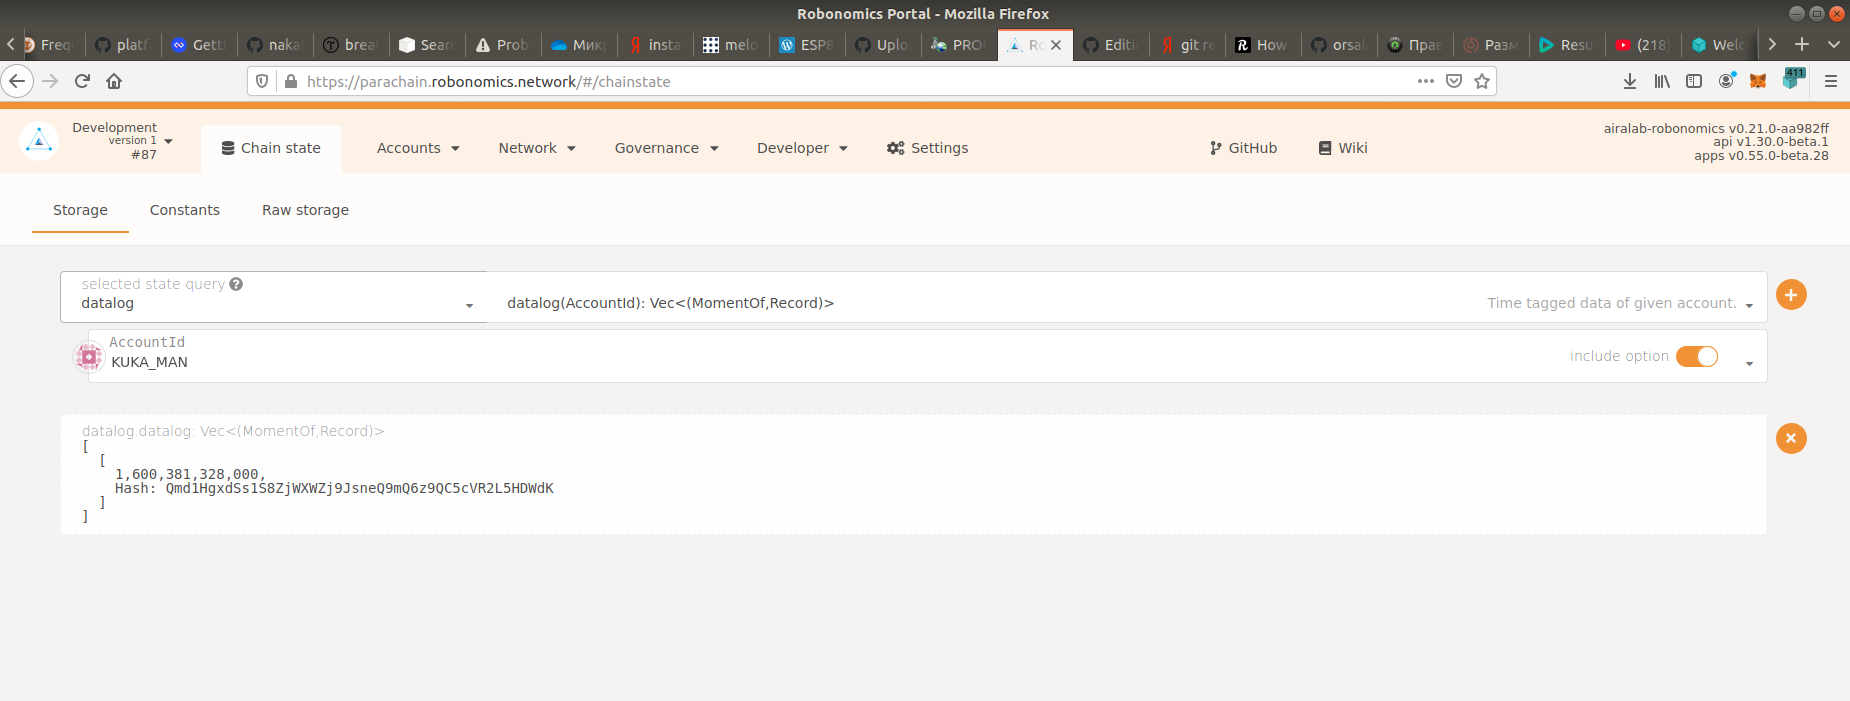 Robonomics Portal - Mozilla Firefox
Freq platf Getti naka brea Sear Prob Микр insta melo ESP8 Uplo PROC Ro Editi git re How orsal Прав Разм Resu (218) Welc
https://parachain.robonomics.network/#/chainstate
411
Development
version 1
#87
Chain state
Accounts
Network
Governance
Developer
Settings
GitHub
Wiki
airalab-robonomics v0.21.0-aa982ff
api v1.30.0-beta.1
apps v0.55.0-beta.28
Storage
Constants
Raw storage
selected state query
datalog
datalog(AccountId): Vec<(MomentOf,Record)>
Time tagged data of given account.
AccountId
KUKA_MAN
include option
datalog.datalog: Vec<(MomentOf,Record)>
[
[
1,600,381,328,000,
Hash: Qmd1HgxdSs1S8ZjWXWZj9JsneQ9mQ6z9QC5cVR2L5HDWdK
]
]